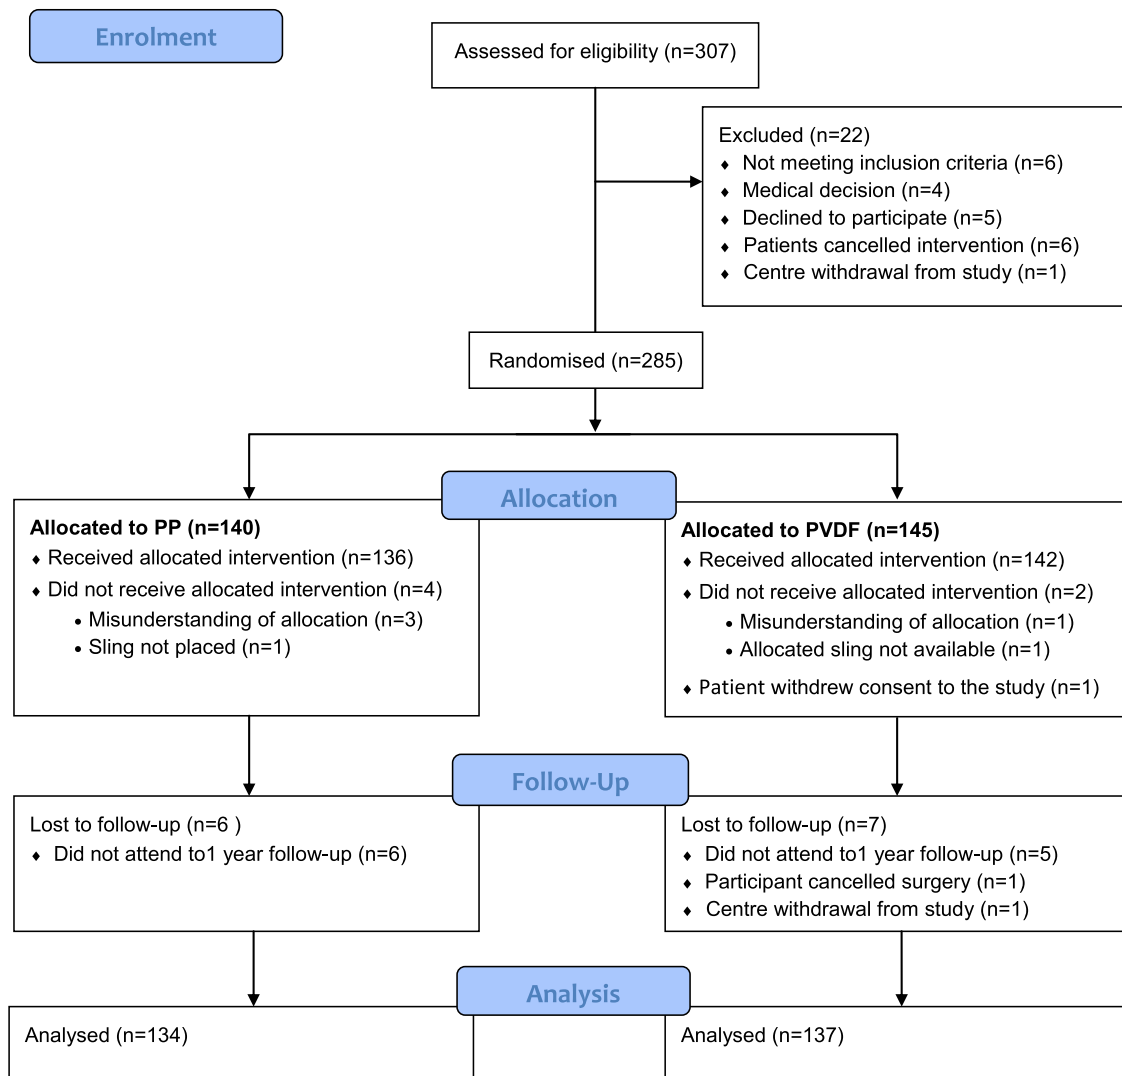 Enrolment
Assessed for eligibility (n=307)
Excluded (n=22)
♦ Not meeting inclusion criteria (n=6)
♦ Medical decision (n=4)
♦ Declined to participate (n=5)
♦ Patients cancelled intervention (n=6)
♦ Centre withdrawal from study (n=1)
Randomised (n=285)
Allocation
Allocated to PP (n=140)
♦ Received allocated intervention (n=136)
♦ Did not receive allocated intervention (n=4)
• Misunderstanding of allocation (n=3)
• Sling not placed (n=1)
Allocated to PVDF (n=145)
♦ Received allocated intervention (n=142)
♦ Did not receive allocated intervention (n=2)
• Misunderstanding of allocation (n=1)
• Allocated sling not available (n=1)
♦ Patient withdrew consent to the study (n=1)
Follow-Up
Lost to follow-up (n=6 )
♦ Did not attend to1 year follow-up (n=6)
Lost to follow-up (n=7)
♦ Did not attend to1 year follow-up (n=5)
♦ Participant cancelled surgery (n=1)
♦ Centre withdrawal from study (n=1)
Analysis
Analysed (n=134)
Analysed (n=137)